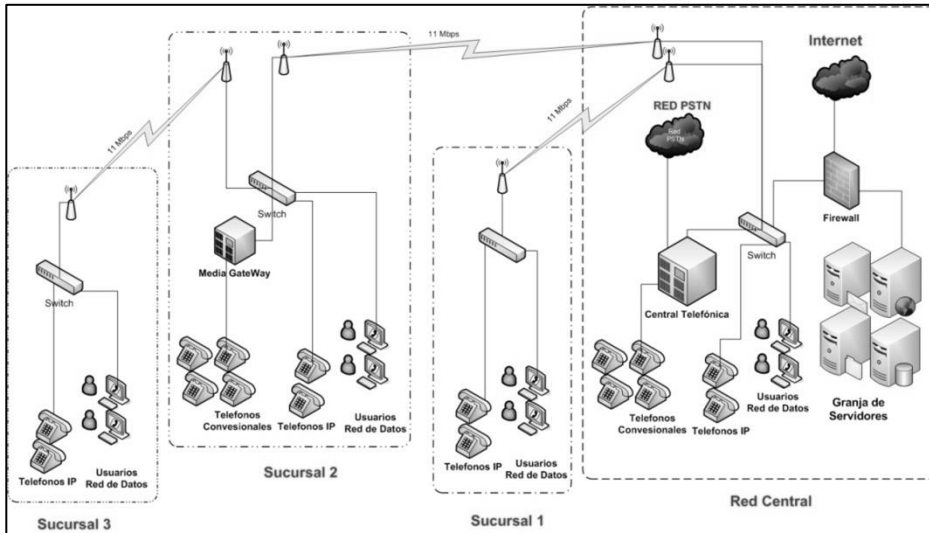 11 Mbps
Internet
RED PSTN
Red
PSTN
11 Mbps
11 Mbps
Firewall
Switch
Switch
Media GateWay
Central Telefónica
Switch
Telefonos
Convesionales
Telefonos IP
Usuarios
Red de Datos
Telefonos
Convesionales
Telefonos IP
Usuarios
Red de Datos
Granja de
Servidores
Telefonos IP
Usuarios
Red de Datos
Telefonos IP
Usuarios
Red de Datos
Sucursal 2
Sucursal 3
Sucursal 1
Red Central